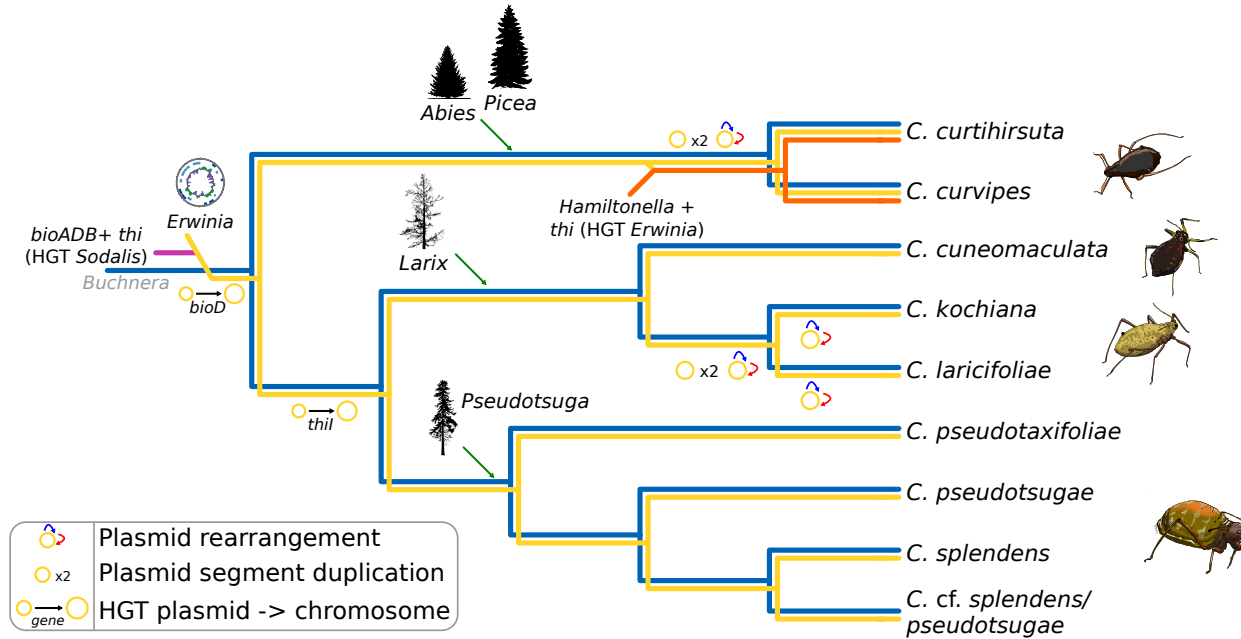 Abies
Picea
x2
C. curtihirsuta
Erwinia
C. curvipes
bioADB+ thi
(HGT Sodalis)
Hamiltonella +
thi (HGT Erwinia)
Larix
C. cuneomaculata
Buchnera
bioD
C. kochiana
x2
C. laricifoliae
Pseudotsuga
thiI
C. pseudotaxifoliae
C. pseudotsugae
Plasmid rearrangement
C. splendens
x2
Plasmid segment duplication
gene
HGT plasmid -> chromosome
C. cf. splendens/
pseudotsugae